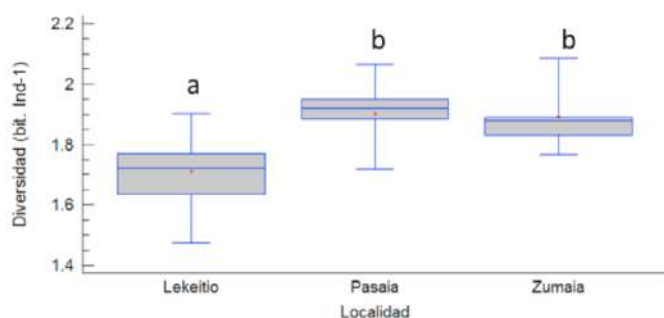 2.2
2
1.8
1.6
1.4
Diversidad (bit. Ind-1)
a
b
b
Lekeitio
Pasaia
Zumaia
Localidad